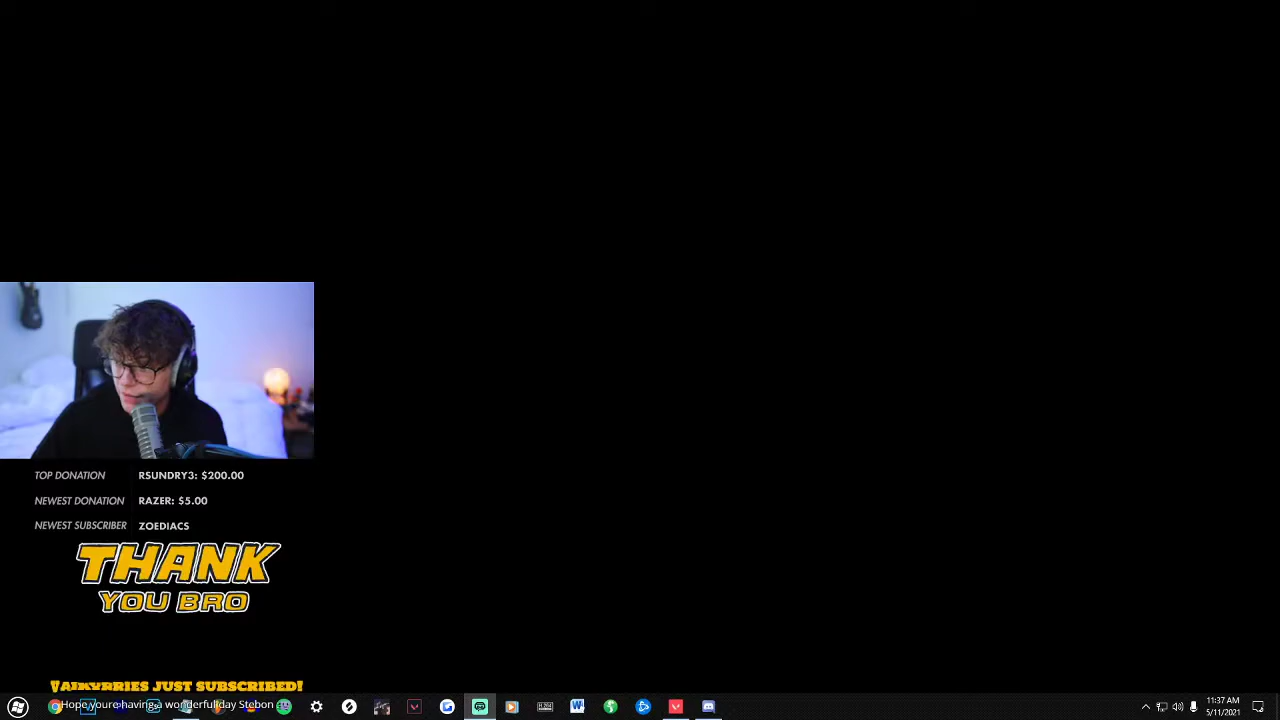 TOP DONATION RSUNDRY3: $200.00
NEWEST DONATION RAZER: $5.00
NEWEST SUBSCRIBER ZOEDIACS
THANK
YOU BRO
VALKYRRIES JUST SUBSCRIBED!
Hope youre having a wonderful day Stebon
11:37 AM
5/11/2021